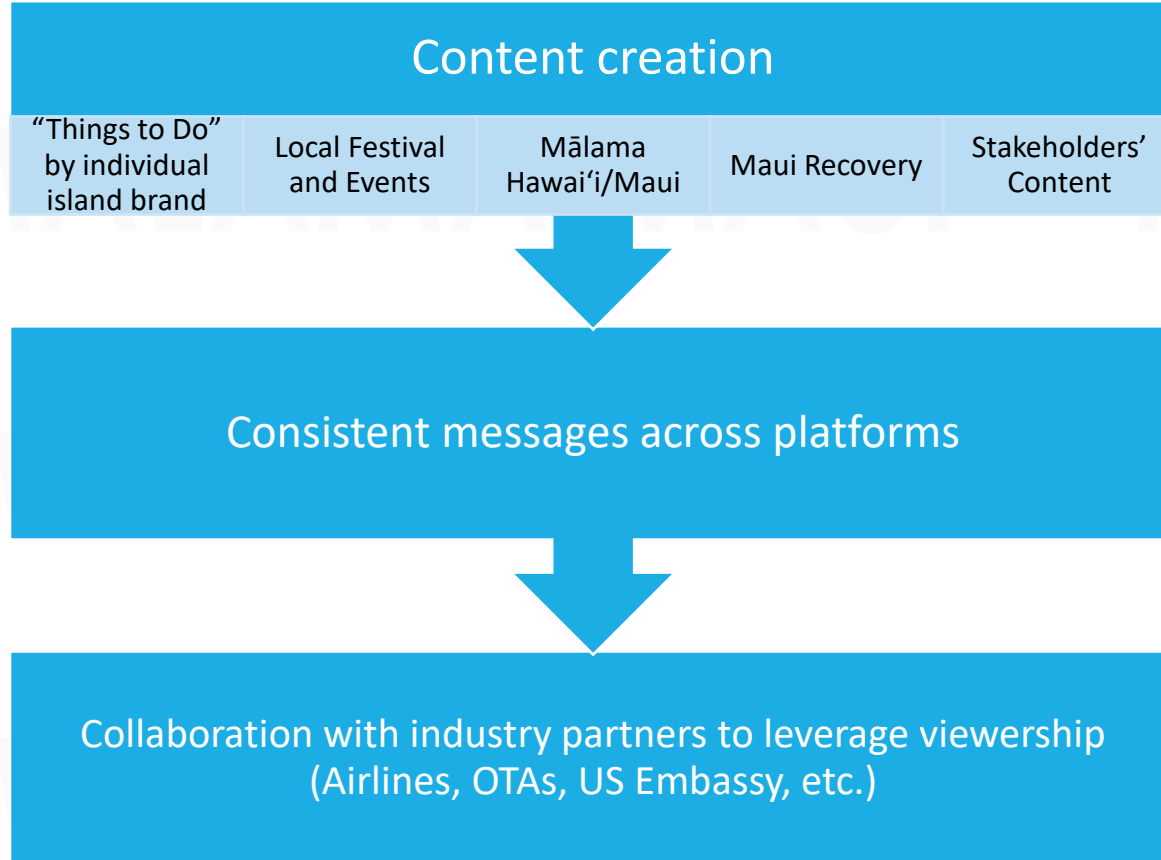 Content creation
“Things to Do”
by individual
island brand
Local Festival
and Events
Mālama
Hawai‘i/Maui
Maui Recovery
Stakeholders’
Content
Consistent messages across platforms
Collaboration with industry partners to leverage viewership
(Airlines, OTAs, US Embassy, etc.)